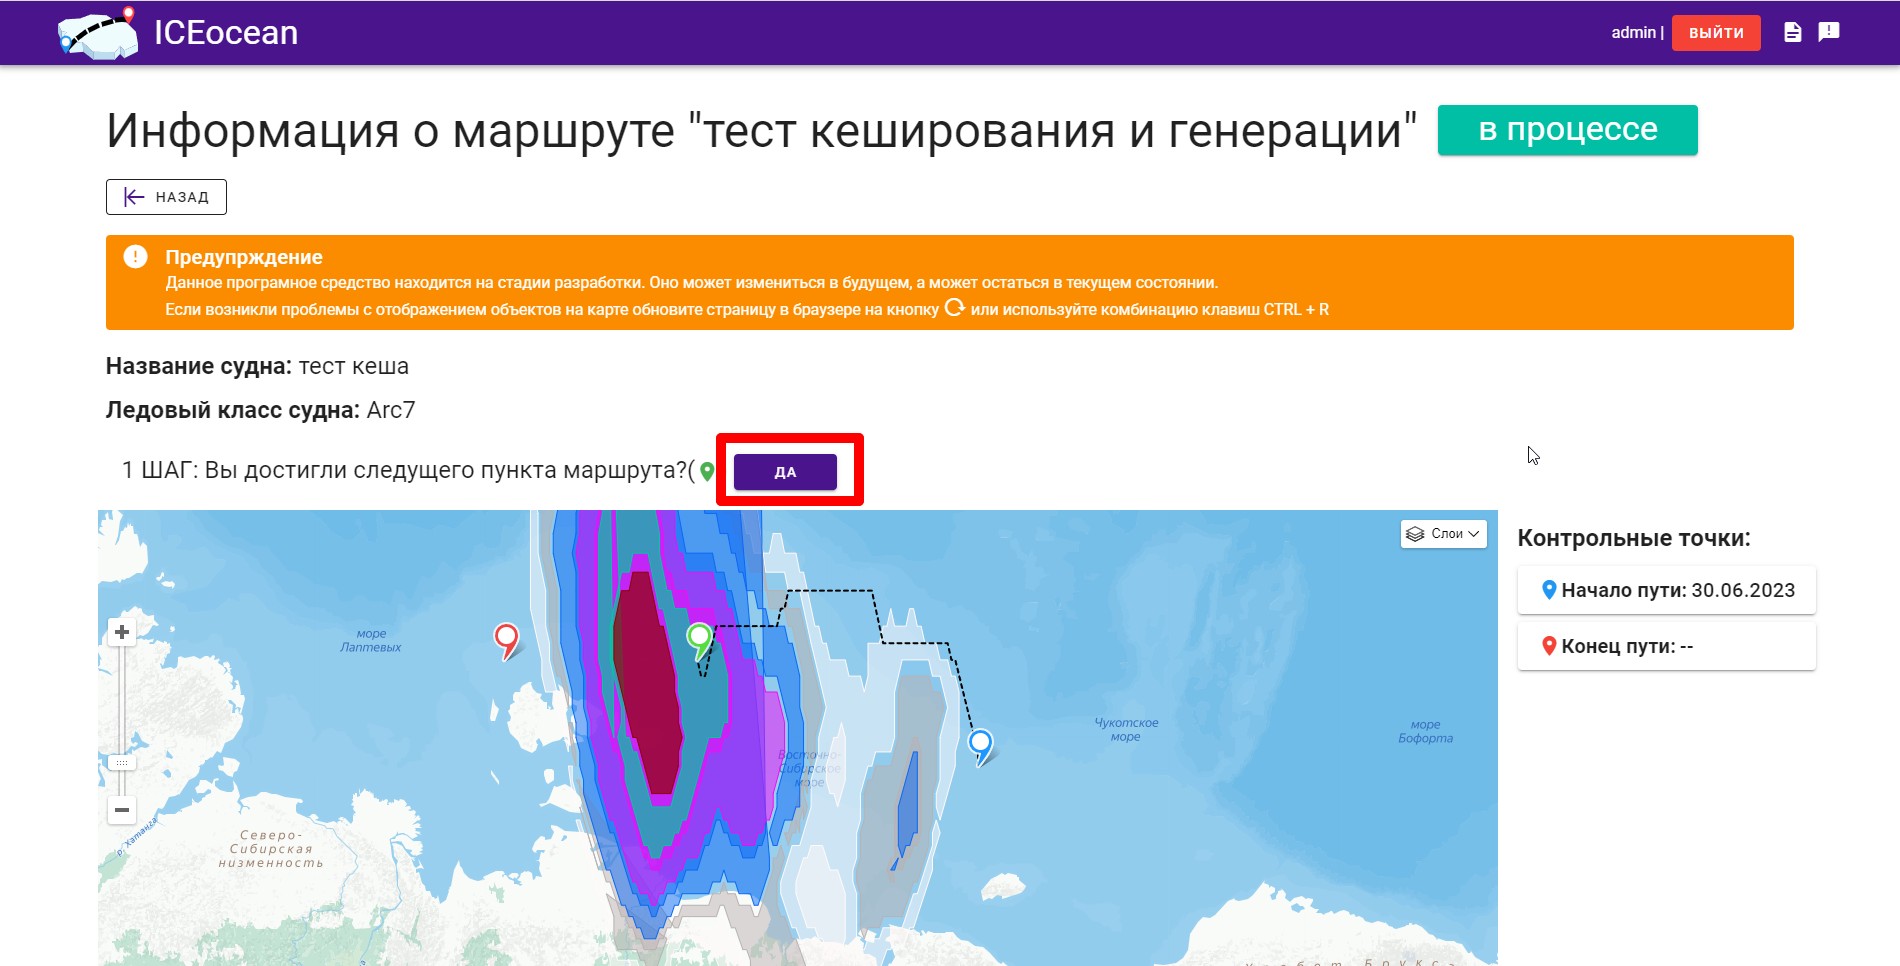 ICEocean
admin |
ВЫЙТИ
Информация о маршруте "тест кеширования и генерации"
в процессе
НАЗАД
Предупрждение
Данное програмное средство находится на стадии разработки. Оно может измениться в будущем, а может остаться в текущем состоянии.
Если возникли проблемы с отображением объектов на карте обновите страницу в браузере на кнопку или используйте комбинацию клавиш CTRL + R
Название судна: тест кеша
Ледовый класс судна: Arc7
1 ШАГ: Вы достигли следущего пункта маршрута?(
ДА
Слои
Контрольные точки:
Начало пути: 30.06.2023
Конец пути: --
море
Лаптевых
Восточно-
Сибирское
море
Чукотское
море
море
Бофорта
р. Хатанга
Северо-
Сибирская
низменность